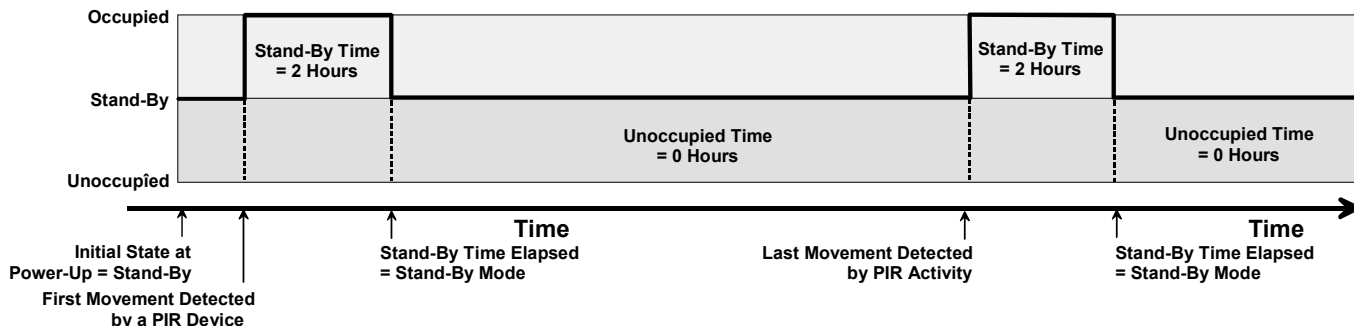 Occupied
Stand-By Time
= 2 Hours
Stand-By Time
= 2 Hours
Stand-By
Unoccupied Time
= 0 Hours
Unoccupied Time
= 0 Hours
Unoccupîed
Time
Time
Initial State at
Power-Up = Stand-By
First Movement Detected
by a PIR Device
Stand-By Time Elapsed
= Stand-By Mode
Last Movement Detected
by PIR Activity
Stand-By Time Elapsed
= Stand-By Mode